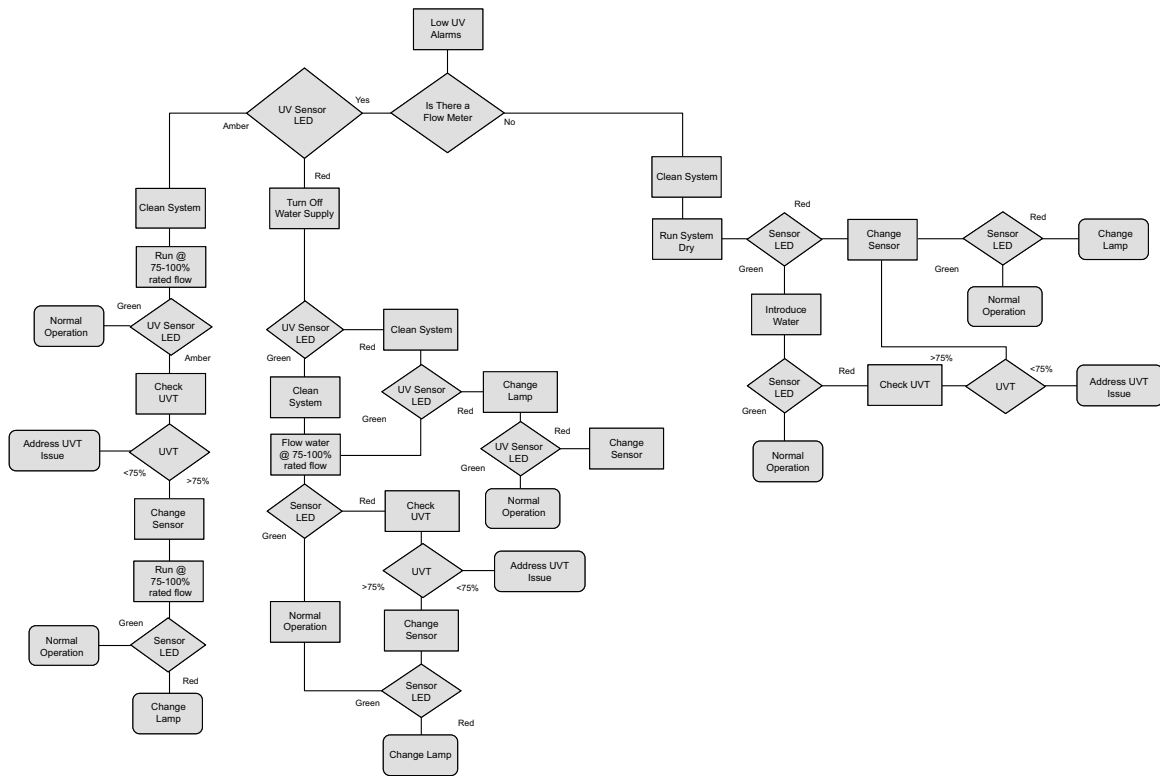 Low UV
Alarms
Is There a
Flow Meter
Yes
No
UV Sensor
LED
Amber
Red
Clean System
Run @
75-100%
rated flow
Green
Normal
Operation
UV Sensor
LED
Amber
Check
UVT
Address UVT
Issue
UVT
<75%
>75%
Change
Sensor
Run @
75-100%
rated flow
Green
Normal
Operation
Sensor
LED
Red
Change
Lamp
Turn Off
Water Supply
UV Sensor
LED
Red
Green
Clean System
Clean
System
UV Sensor
LED
Green
Red
Change
Lamp
UV Sensor
LED
Red
Change
Sensor
Green
Normal
Operation
Flow water
@ 75-100%
rated flow
Sensor
LED
Red
Green
Check
UVT
UVT
>75%
<75%
Address UVT
Issue
Normal
Operation
Change
Sensor
Sensor
LED
Green
Red
Change Lamp
Clean System
Run System
Dry
Sensor
LED
Red
Green
Change
Sensor
Sensor
LED
Red
Change
Lamp
Green
Normal
Operation
Introduce
Water
Sensor
LED
Red
Green
Check UVT
UVT
>75%
<75%
Address UVT
Issue
Normal
Operation